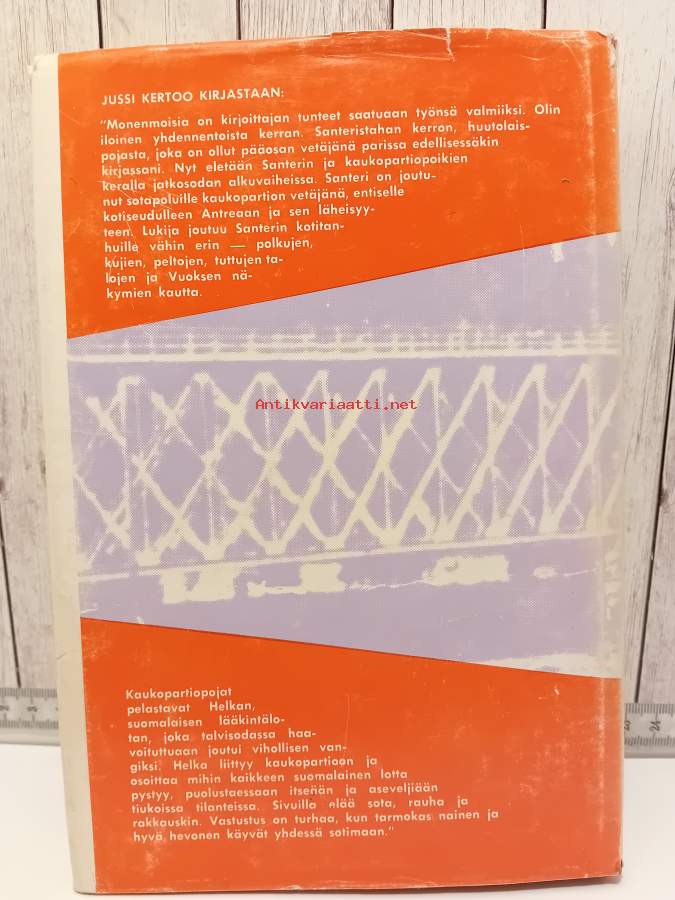 JUSSI KERTOO KIRJASTAAN:
"Monenmoisia on kirjoittajan tunteet saatuaan työnsä valmiiksi. Olin
iloinen yhdennentoista kerran. Santeristahan kerron, huutolais-
pojasta, joka on ollut pääosan vetäjänä parissa edellisessäkin
kirjassani. Nyt eletään Santerin ja kaukopartiopoikien
keralla jatkosodan alkuvaiheissa. Santeri on joutu-
nut sotapoluille kaukopartion vetäjänä, entiselle
kotiseudulleen Antreaan ja sen läheisyy-
teen. Lukija joutuu Santerin kotitan-
huille vähin erin — polkujen,
kujien, peltojen, tuttujen ta-
lojen ja Vuoksen nä-
kymien kautta.
Antikvariaatti.net
Kaukopartiopojat
pelastavat Helkan,
suomalaisen lääkintälo-
tan, joka talvisodassa haa-
voituttuaan joutui vihollisen van-
giksi. Helka liittyy kaukopartioon ja
osoittaa mihin kaikkeen suomalainen lotta
pystyy, puolustaessaan itseñän ja aseveljiään
tiukoissa tilanteissa. Sivuilla elää sota, rauha ja
rakkauskin. Vastustus on turhaa, kun tarmokas nainen ja
hyvä hevonen käyvät yhdessä sotimaan."
24